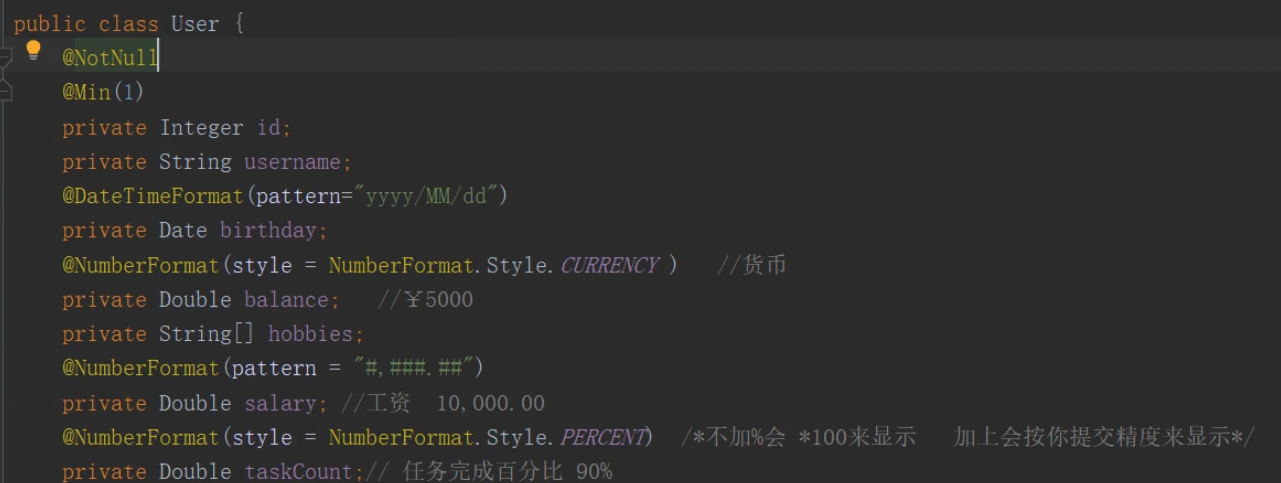 public class User {
@NotNull
@Min(1)
private Integer id;
private String username;
@DateTimeFormat(pattern="yyyy/MM/dd")
private Date birthday;
@NumberFormat(style = NumberFormat.Style.CURRENCY )   //货币
private Double balance;   //￥5000
private String[] hobbies;
@NumberFormat(pattern = "#,###.##")
private Double salary; //工资  10,000.00
@NumberFormat(style = NumberFormat.Style.PERCENT)  /*不加%会 *100来显示   加上会按你提交精度来显示*/
private Double taskCount;// 任务完成百分比 90%